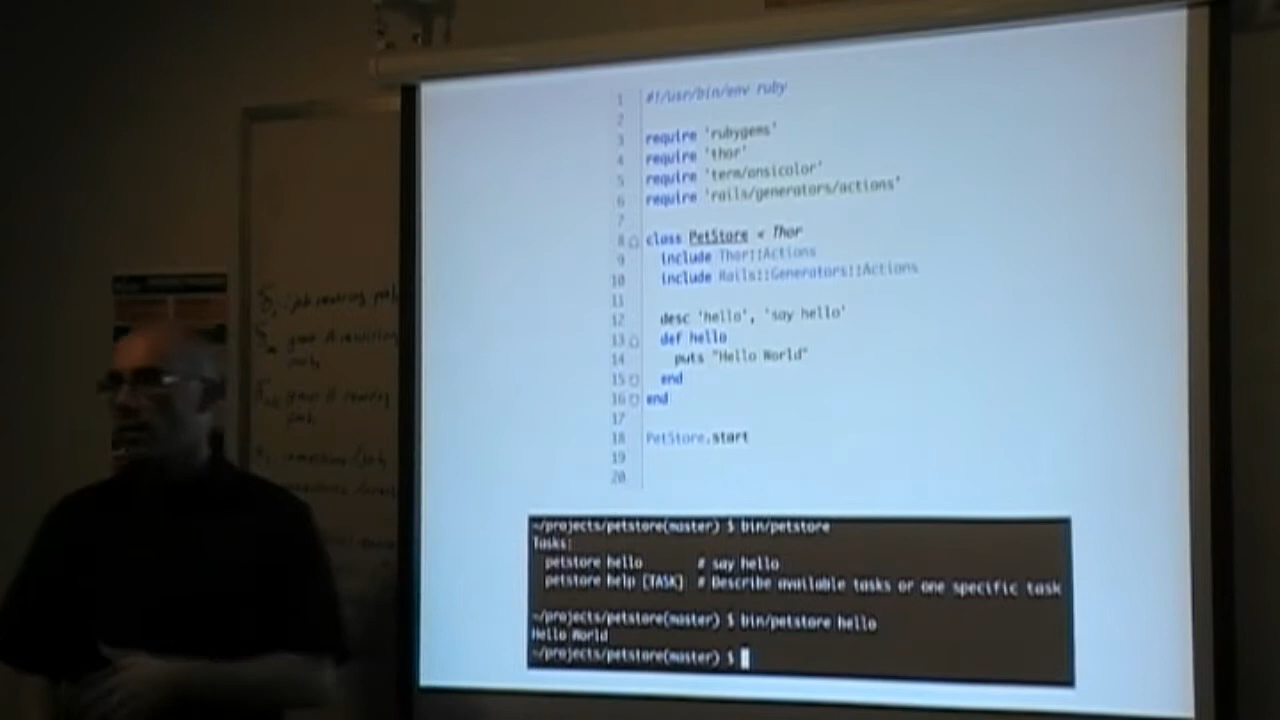 1 #!/usr/bin/env ruby
2
3 require 'rubygems'
4 require 'thor'
5 require 'term/ansicolor'
6 require 'rails/generators/actions'
7
8 class PetStore < Thor
9 include Thor::Actions
10 include Rails::Generators::Actions
11
12 desc 'hello', 'say hello'
13 def hello
14 puts "Hello World"
15 end
16 end
17
18 PetStore.start
19
20
~/projects/petstore(master) $ bin/petstore
Tasks:
petstore hello # say hello
petstore help [TASK] # Describe available tasks or one specific task
~/projects/petstore(master) $ bin/petstore hello
Hello World
~/projects/petstore(master) $